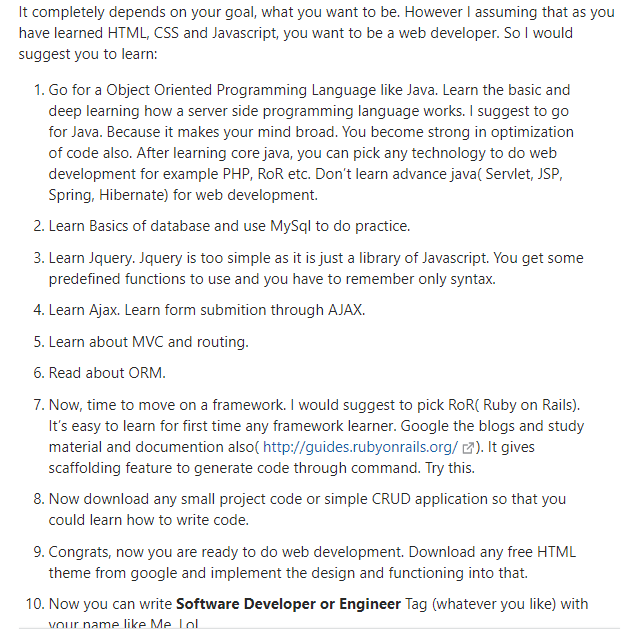 It completely depends on your goal, what you want to be. However I assuming that as you
have learned HTML, CSS and Javascript, you want to be a web developer. So I would
suggest you to learn:
1. Go for a Object Oriented Programming Language like Java. Learn the basic and
deep learning how a server side programming language works. I suggest to go
for Java. Because it makes your mind broad. You become strong in optimization
of code also. After learning core java, you can pick any technology to do web
development for example PHP, RoR etc. Don't learn advance java( Servlet, JSP,
Spring, Hibernate) for web development.
2. Learn Basics of database and use MySql to do practice.
3. Learn Jquery. Jquery is too simple as it is just a library of Javascript. You get some
predefined functions to use and you have to remember only syntax.
4. Learn Ajax. Learn form submition through AJAX.
5. Learn about MVC and routing.
6. Read about ORM.
7. Now, time to move on a framework. I would suggest to pick RoR( Ruby on Rails).
It's easy to learn for first time any framework learner. Google the blogs and study
material and documention also( http://guides.rubyonrails.org/ ). It gives
scaffolding feature to generate code through command. Try this.
8. Now download any small project code or simple CRUD application so that you
could learn how to write code.
9. Congrats, now you are ready to do web development. Download any free HTML
theme from google and implement the design and functioning into that.
10. Now you can write Software Developer or Engineer Tag (whatever you like) with
your name like Me. Lol